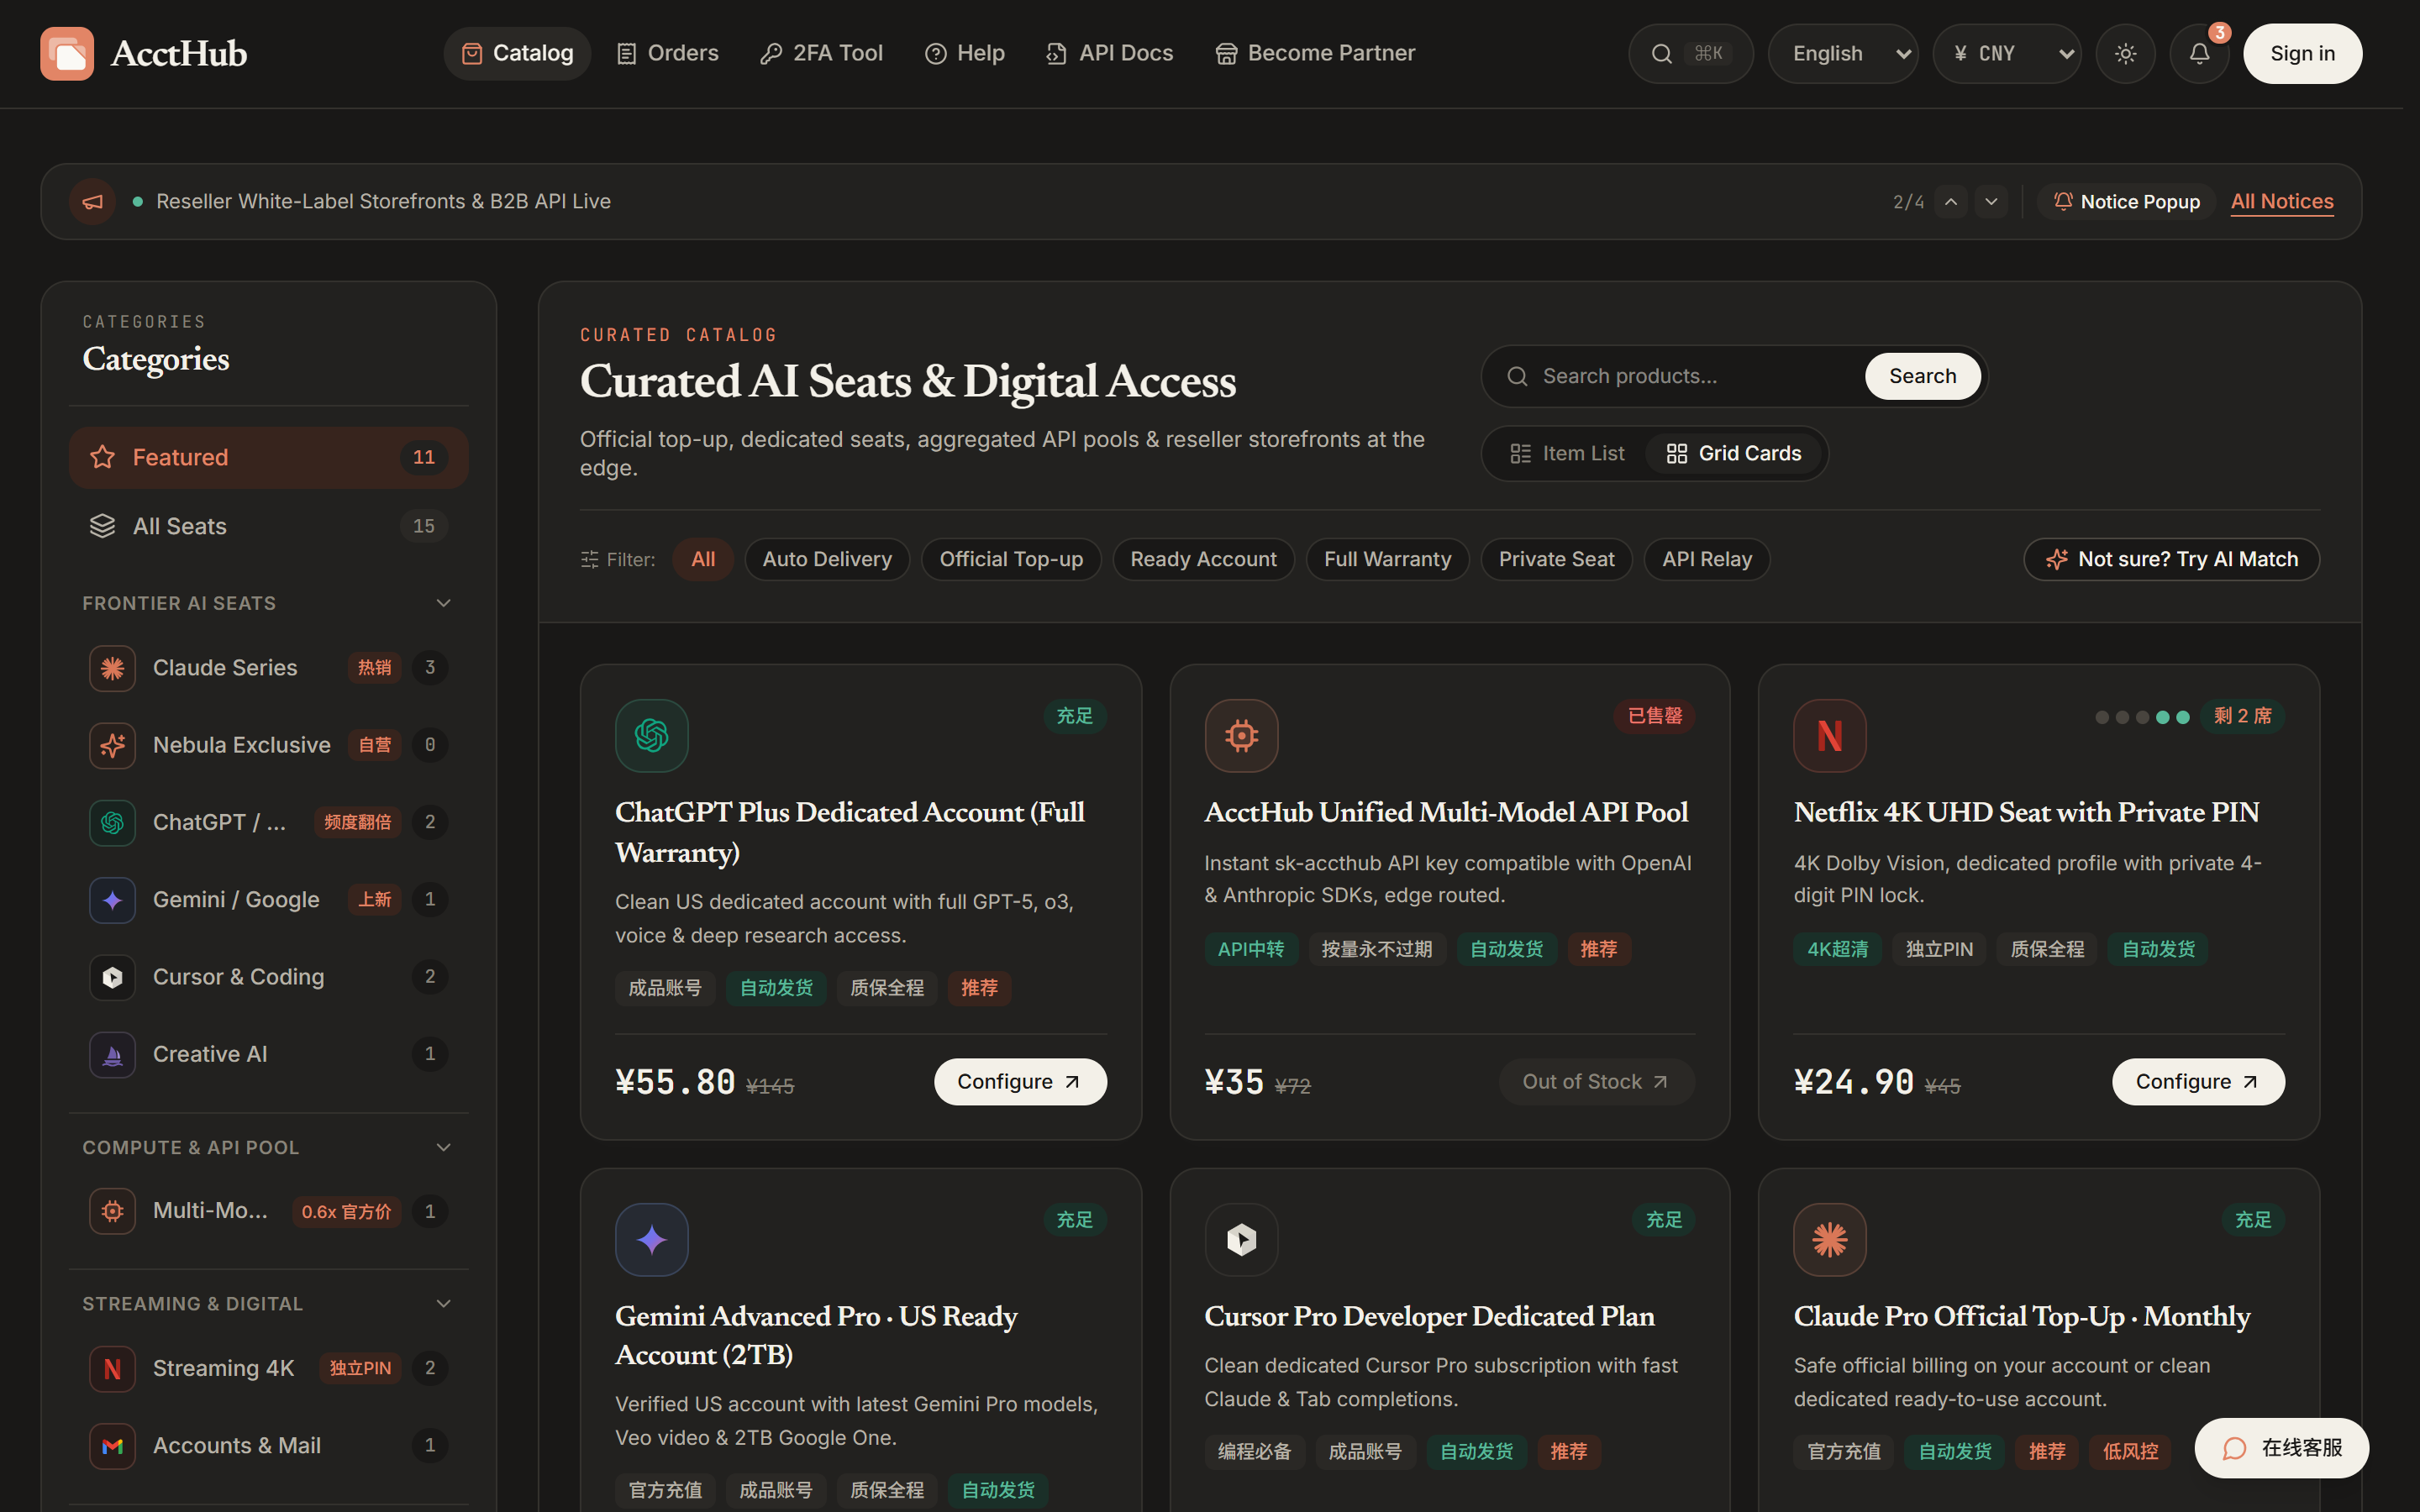 AcctHub
Catalog
Orders
2FA Tool
Help
API Docs
Become Partner
⌘K
English
¥ CNY
3
Sign in
Reseller White-Label Storefronts & B2B API Live
2/4
Notice Popup
All Notices
CATEGORIES
Categories
Featured 11
All Seats 15
FRONTIER AI SEATS
Claude Series 热销 3
Nebula Exclusive 自营 0
ChatGPT / ... 频度翻倍 2
Gemini / Google 上新 1
Cursor & Coding 2
Creative AI 1
COMPUTE & API POOL
Multi-Mo... 0.6x 官方价 1
STREAMING & DIGITAL
Streaming 4K 独立PIN 2
Accounts & Mail 1
CURATED CATALOG
Curated AI Seats & Digital Access
Official top-up, dedicated seats, aggregated API pools & reseller storefronts at the
edge.
Search products...
Search
Item List
Grid Cards
Filter:
All
Auto Delivery
Official Top-up
Ready Account
Full Warranty
Private Seat
API Relay
Not sure? Try AI Match
充足
ChatGPT Plus Dedicated Account (Full
Warranty)
Clean US dedicated account with full GPT-5, o3,
voice & deep research access.
成品账号 自动发货 质保全程 推荐
¥55.80 ¥145
Configure
已售罄
AcctHub Unified Multi-Model API Pool
Instant sk-accthub API key compatible with OpenAI
& Anthropic SDKs, edge routed.
API中转 按量永不过期 自动发货 推荐
¥35 ¥72
Out of Stock
N
剩 2 席
Netflix 4K UHD Seat with Private PIN
4K Dolby Vision, dedicated profile with private 4-
digit PIN lock.
4K超清 独立PIN 质保全程 自动发货
¥24.90 ¥45
Configure
充足
Gemini Advanced Pro · US Ready
Account (2TB)
Verified US account with latest Gemini Pro models,
Veo video & 2TB Google One.
官方充值 成品账号 质保全程 自动发货
充足
Cursor Pro Developer Dedicated Plan
Clean dedicated Cursor Pro subscription with fast
Claude & Tab completions.
编程必备 成品账号 自动发货 推荐
充足
Claude Pro Official Top-Up · Monthly
Safe official billing on your account or clean
dedicated ready-to-use account.
官方充值 自动发货 推荐 低风控
在线客服